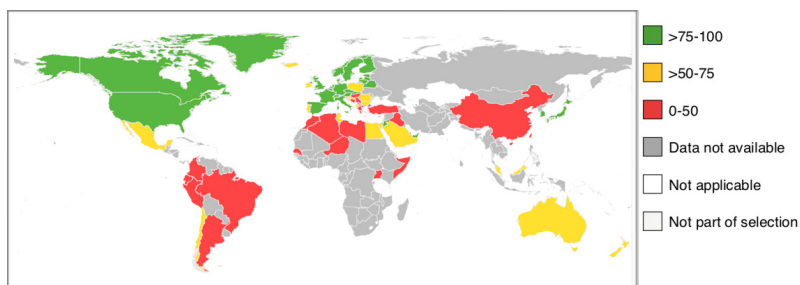 >75-100
>50-75
0-50
Data not available
Not applicable
Not part of selection